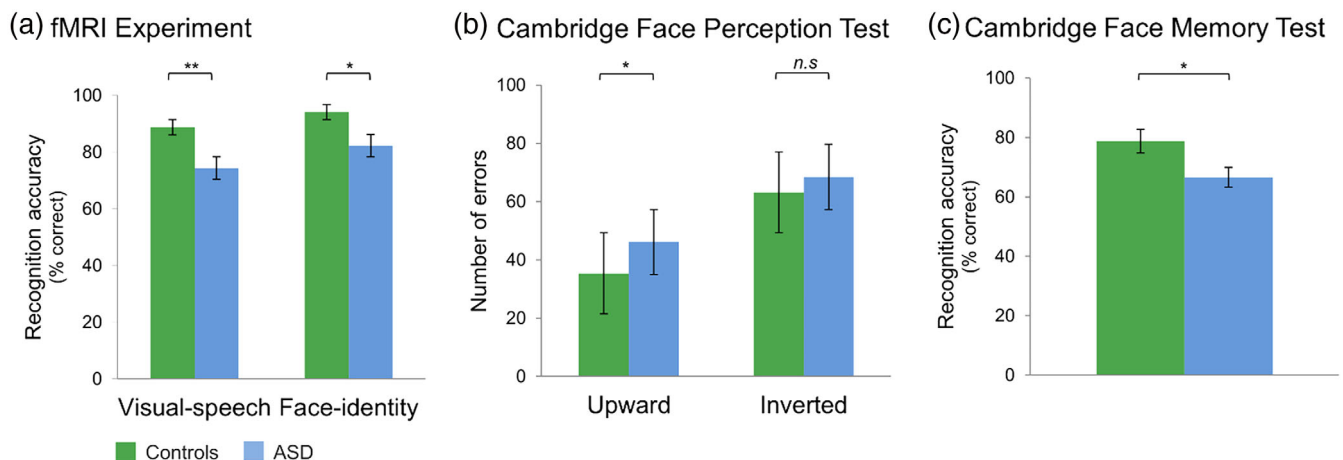 (a) fMRI Experiment
** *
100
80
60
40
20
0
Recognition accuracy
(% correct)
Visual-speech Face-identity
Controls ASD
(b) Cambridge Face Perception Test
* n.s
100
80
60
40
20
0
Number of errors
Upward Inverted
(c) Cambridge Face Memory Test
*
100
80
60
40
20
0
Recognition accuracy
(% correct)